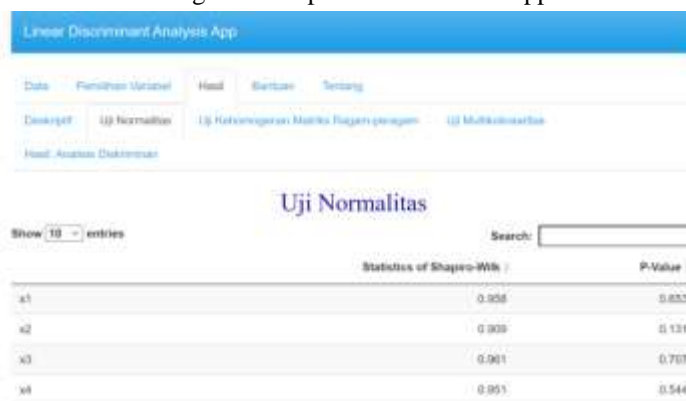 Linear Discriminant Analysis App
Data Pemilihan Variabel Hasil Bantuan Tentang
Deskriptif Uji Normalitas Uji Kehomogenan Matriks Ragam-peragam Uji Multikolinearitas
Hasil Analisis Diskriminan
Uji Normalitas
Show 10 entries Search:
Statistics of Shapiro-Wilk P-Value
x1 0.958
x2 0.909 0.131
x3 0.961 0.707
x4 0.951 0.544